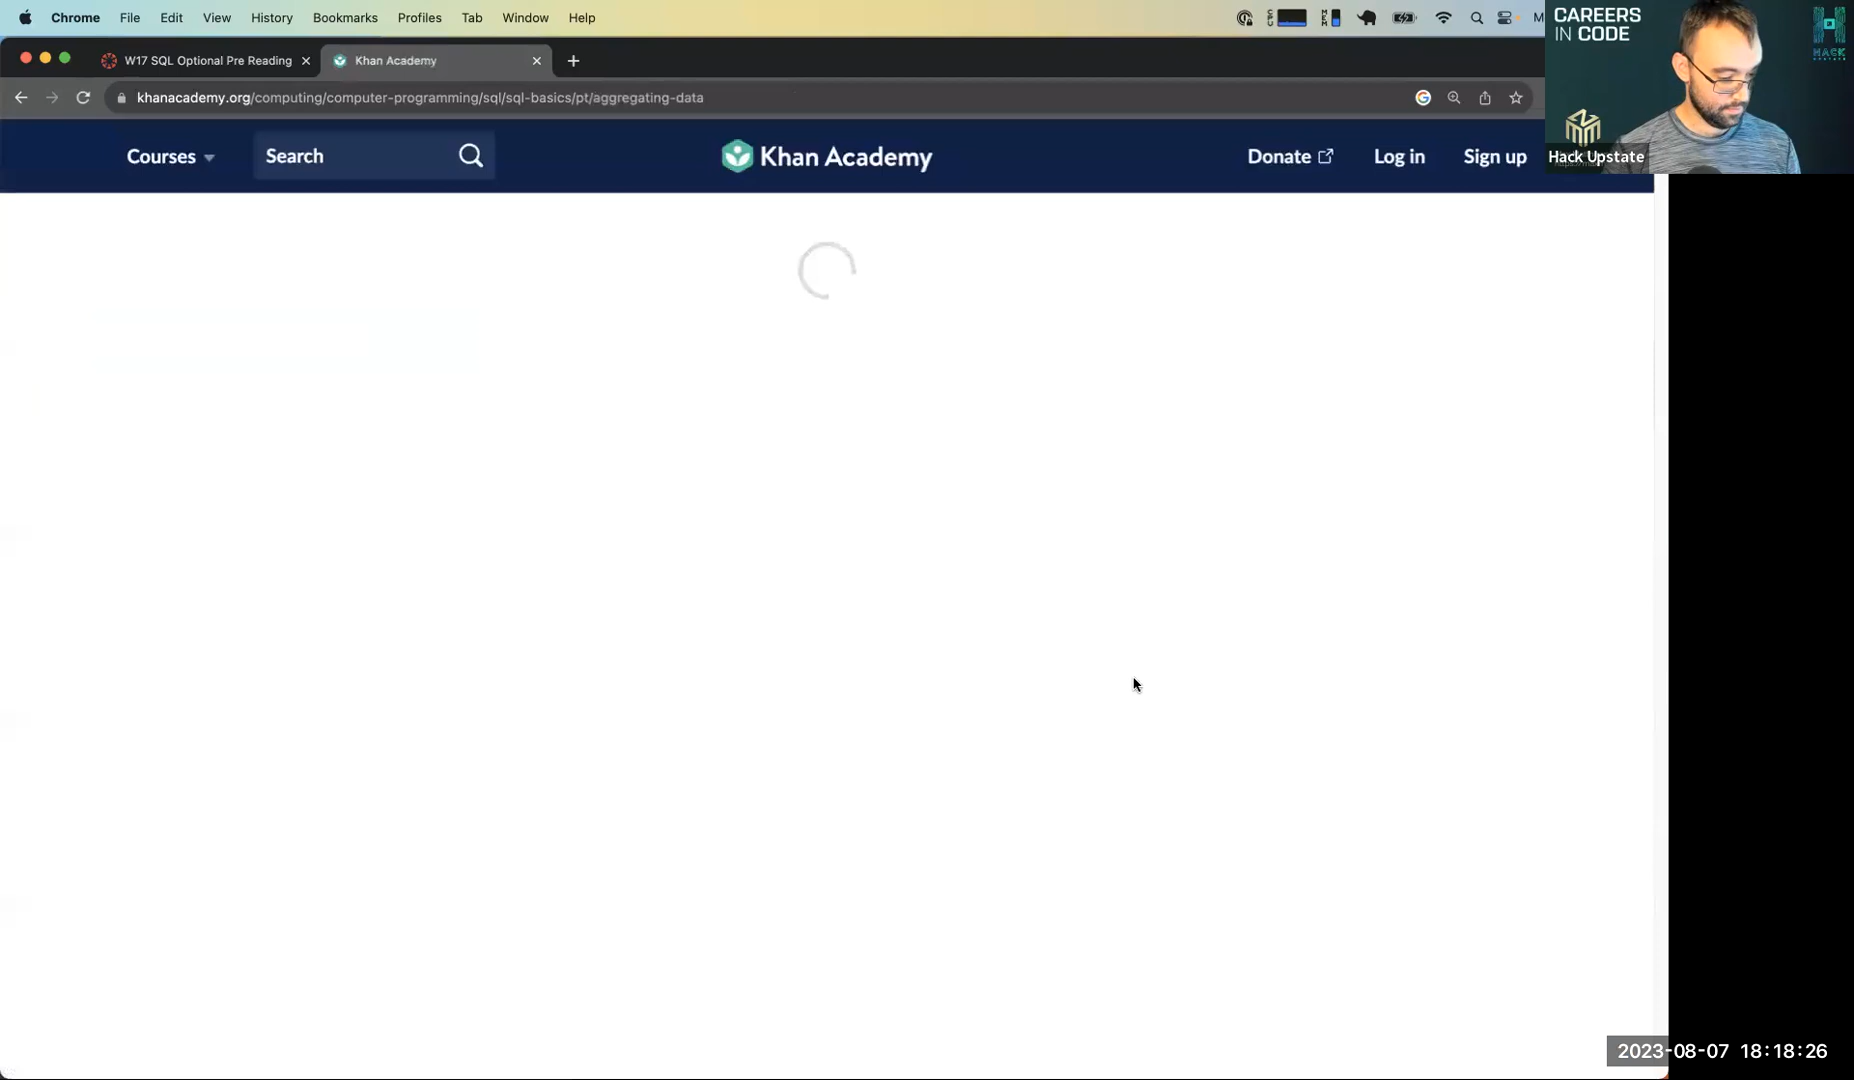 Chrome File Edit View History Bookmarks Profiles Tab Window Help
CAREERS
IN CODE
HACK
W17 SQL Optional Pre Reading
Khan Academy
khanacademy.org/computing/computer-programming/sql/sql-basics/pt/aggregating-data
Courses
Search
Khan Academy
Donate
Log in
Sign up
Hack Upstate
2023-08-07 18:18:26